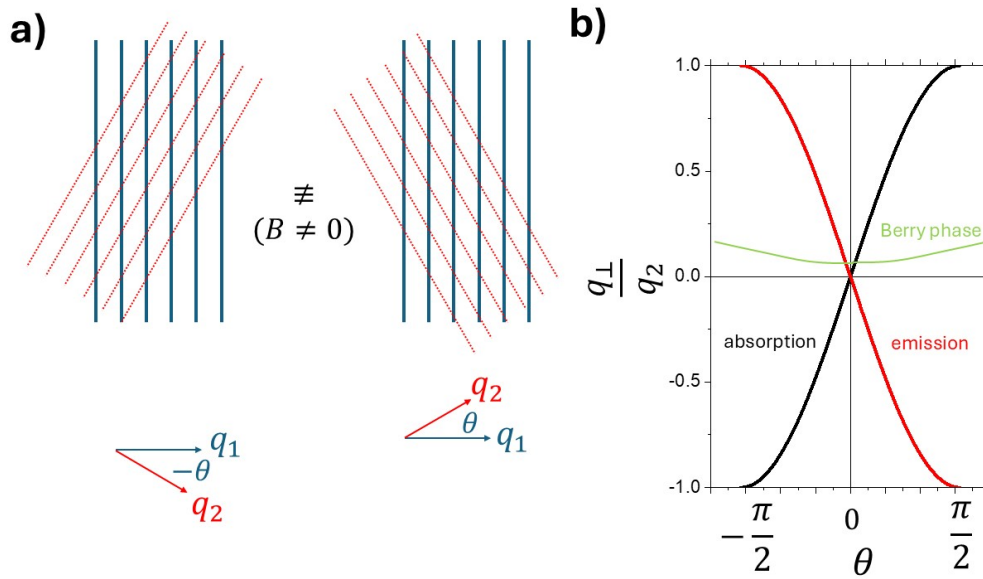 a)
≢
(B ≠ 0)
q₁
−θ
q₂
q₂
θ
q₁
b)
1.0
0.5
0.0
-0.5
-1.0
q⊥/q₂
Berry phase
absorption
emission
−π/2
0
π/2
θ